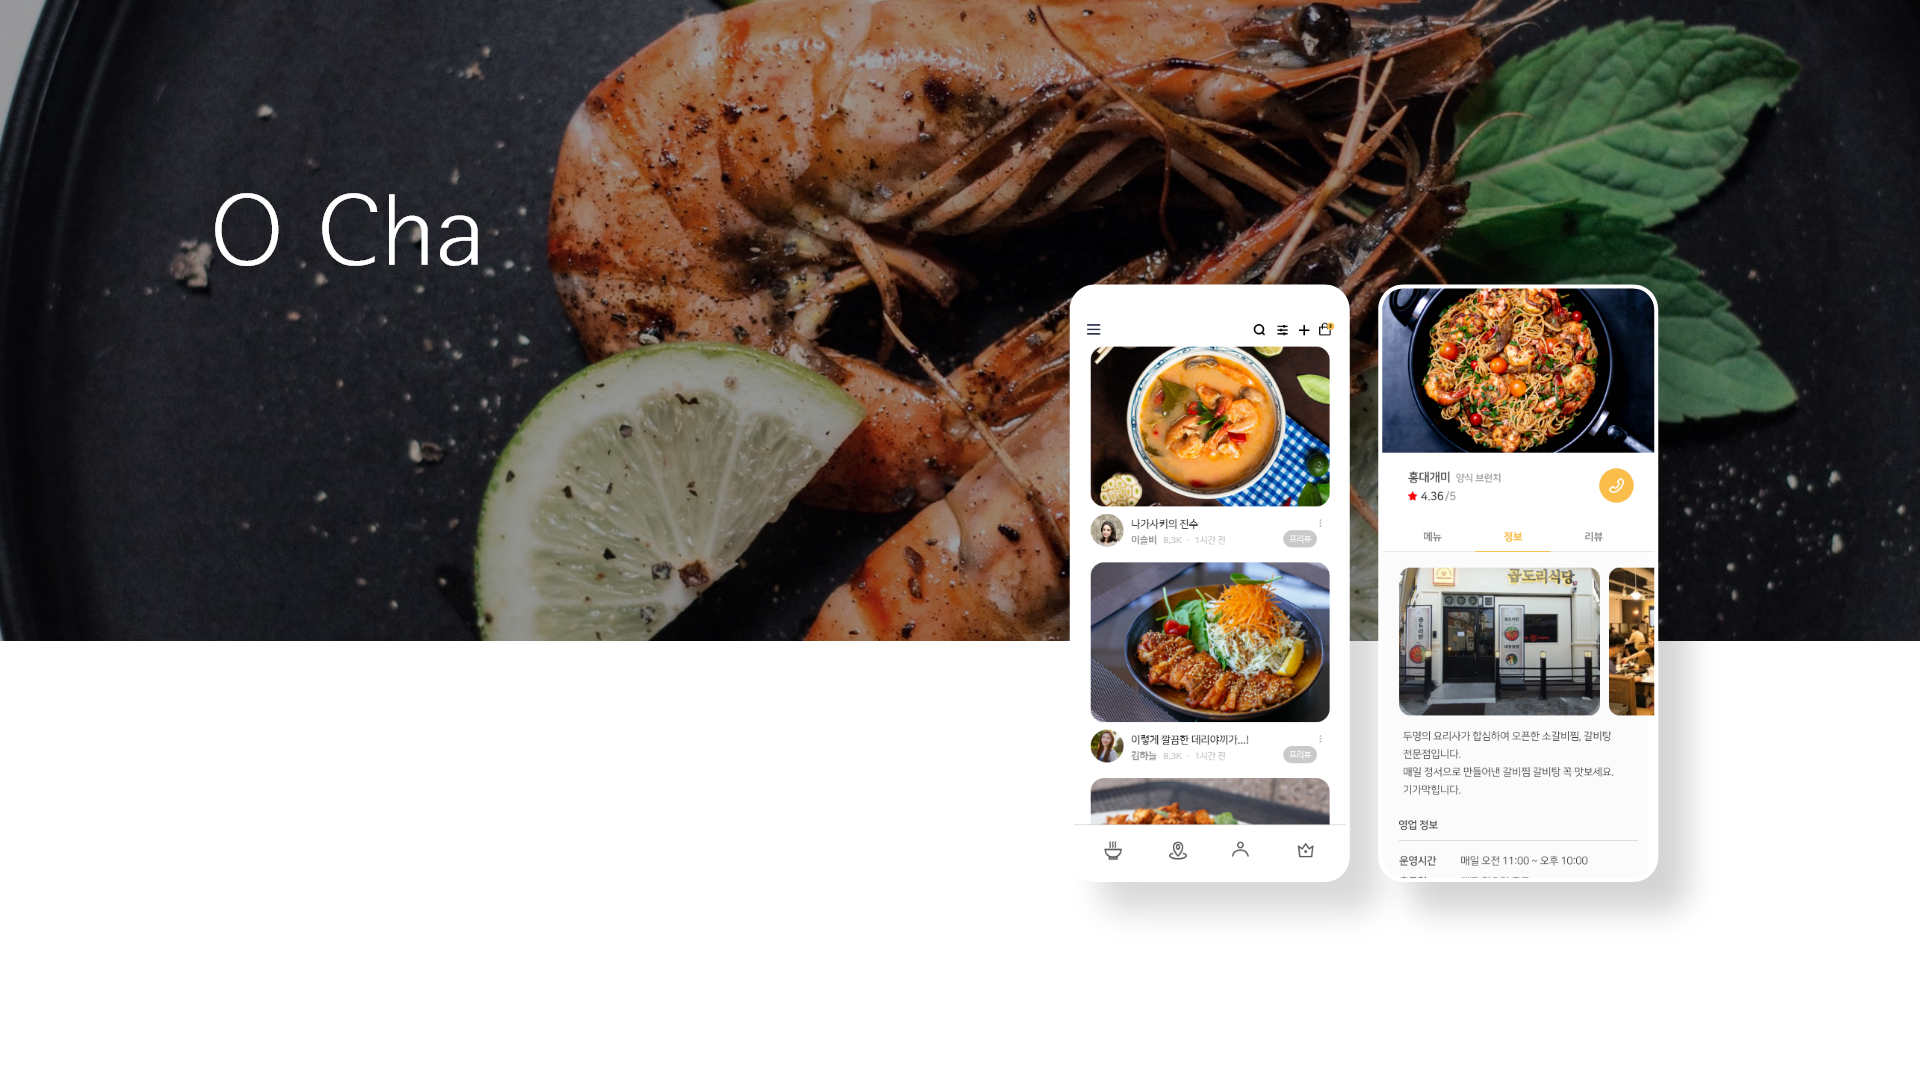 O Cha
나가사키의 진수
이솔비 8,3K · 1시간 전
프리뷰
이렇게 깔끔한 데리야끼가...!
김하늘 8,3K · 1시간 전
프리뷰
홍대개미 양식 브런치
4.36/5
메뉴 정보 리뷰
곱도리식당
두명의 요리사가 합심하여 오픈한 소갈비찜, 갈비탕
전문점입니다.
매일 정서으로 만들어낸 갈비찜 갈비탕 꼭 맛보세요.
기가막힙니다.
영업 정보
운영시간 매일 오전 11:00 ~ 오후 10:00